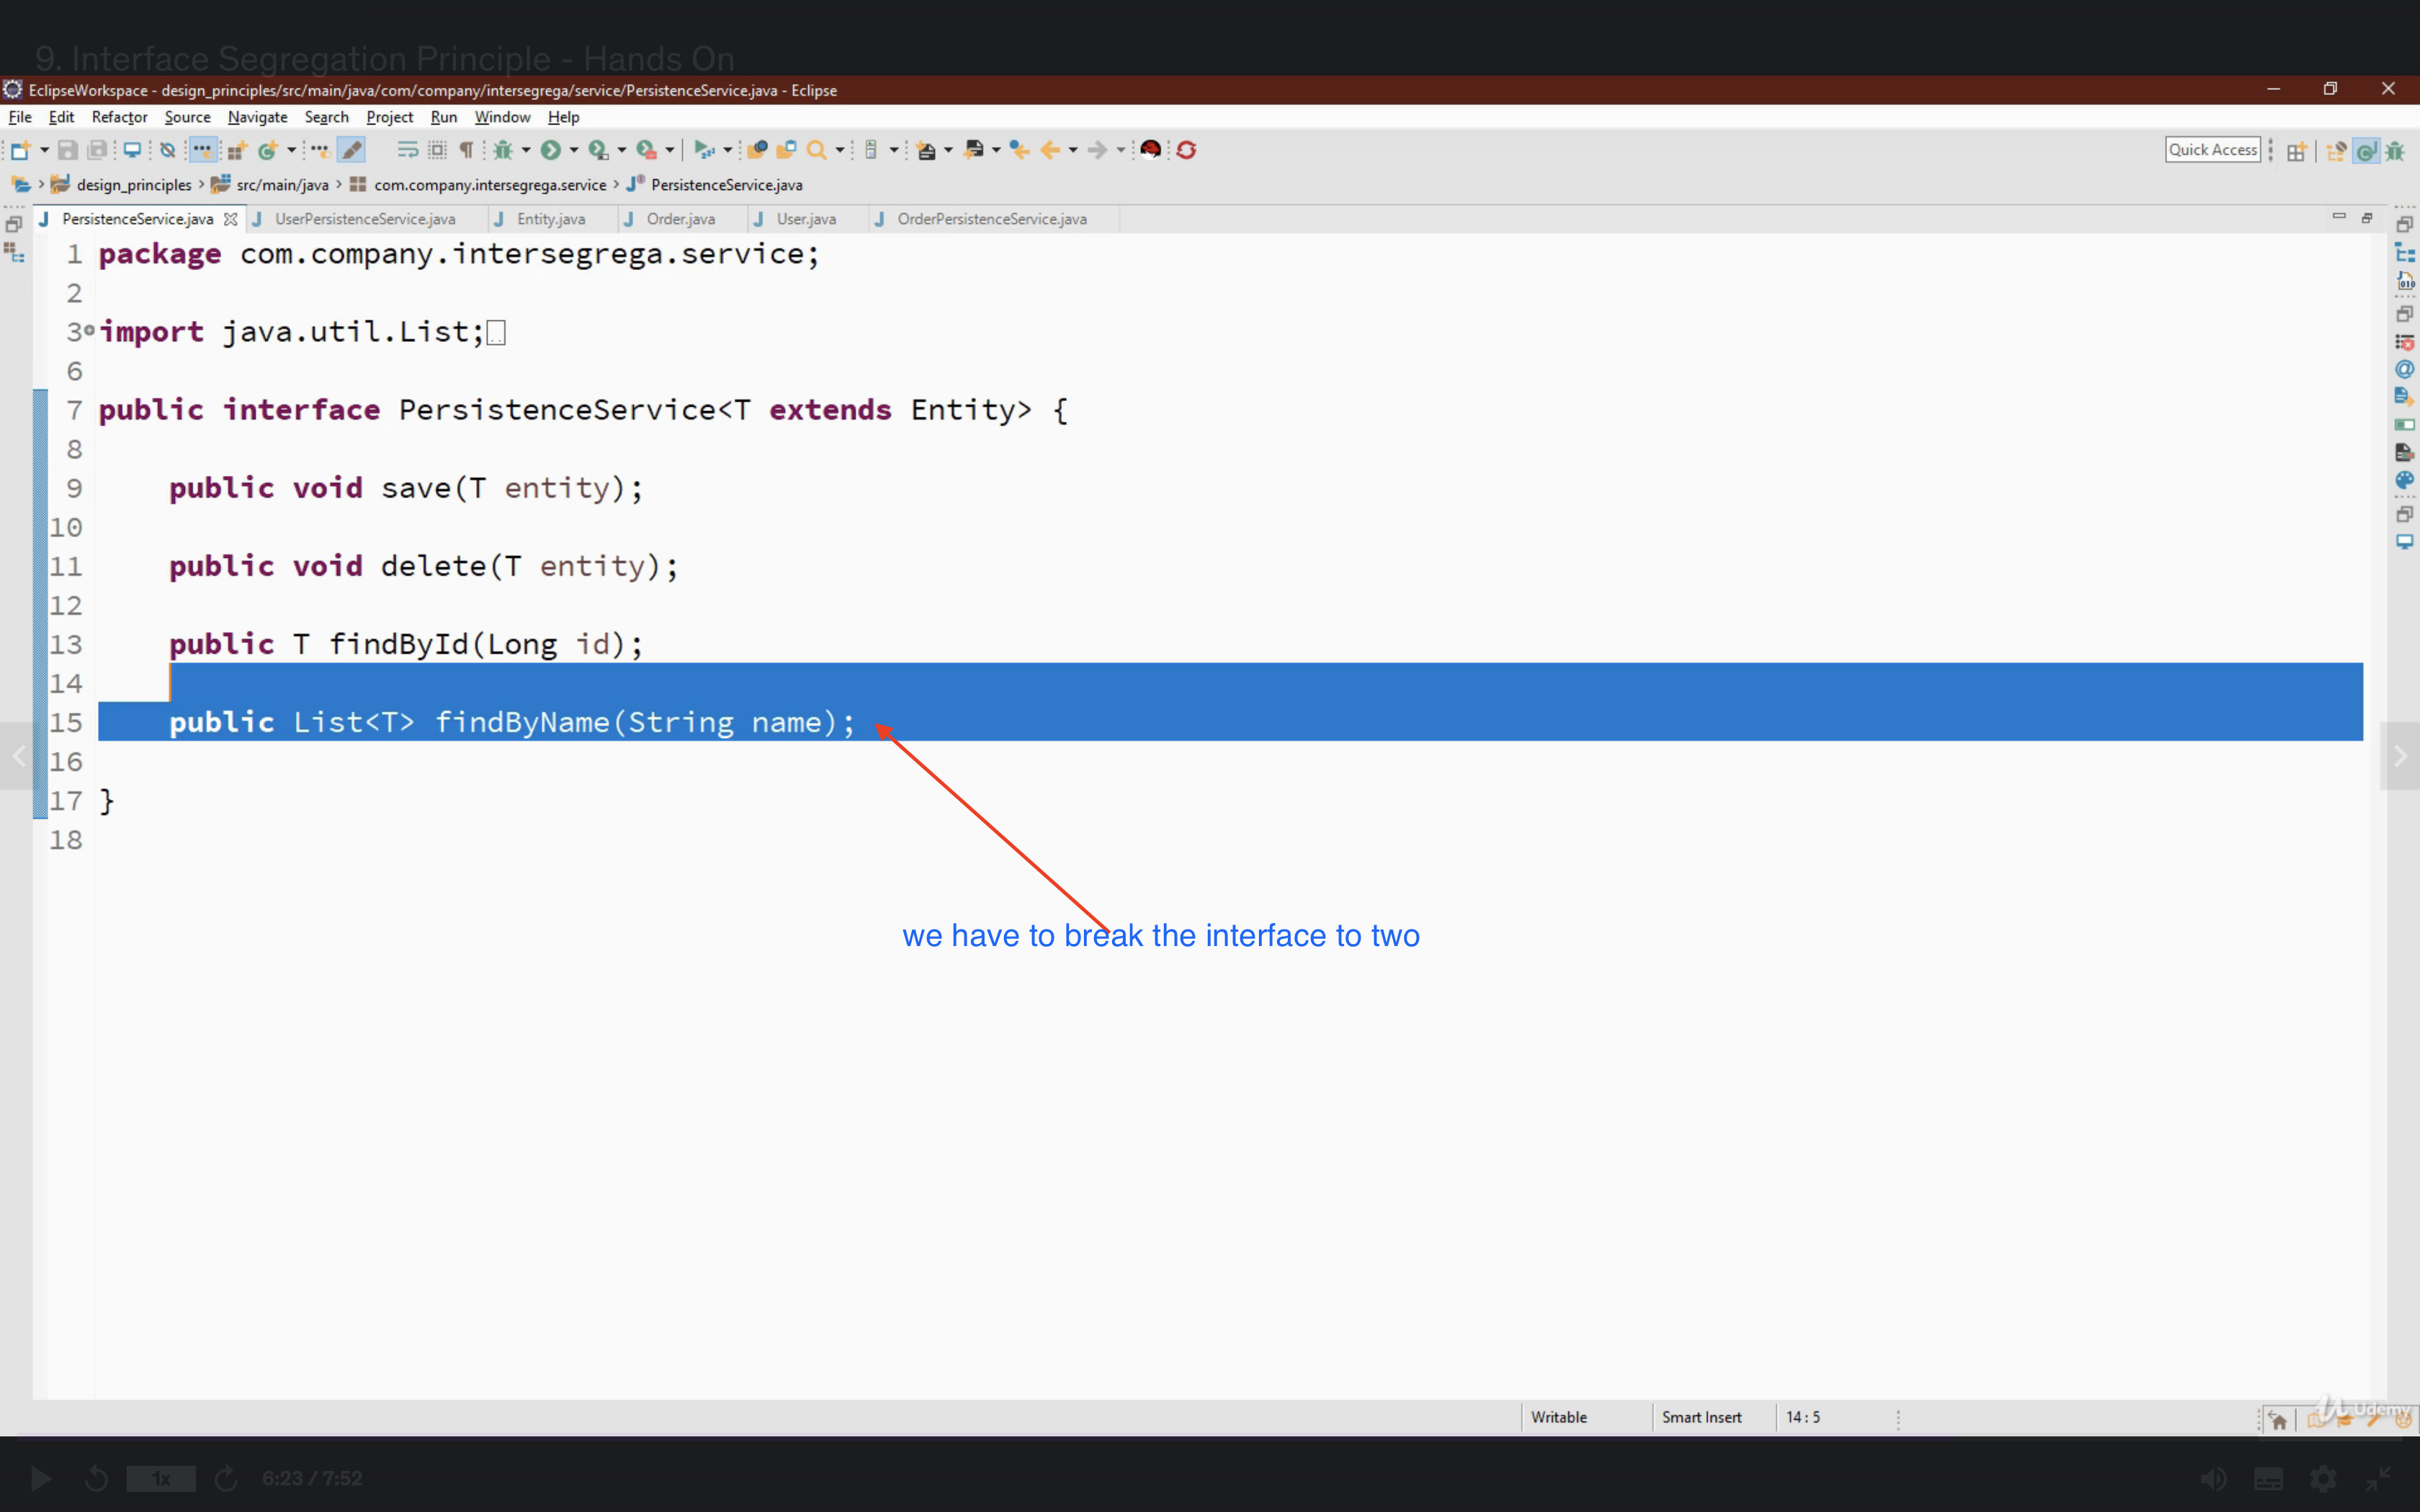 9. Interface Segregation Principle - Hands On
EclipseWorkspace - design_principles/src/main/java/com/company/intersegrega/service/PersistenceService.java - Eclipse
File Edit Refactor Source Navigate Search Project Run Window Help
Quick Access
design_principles > src/main/java > com.company.intersegrega.service > PersistenceService.java
PersistenceService.java UserPersistenceService.java Entity.java Order.java User.java OrderPersistenceService.java
1 package com.company.intersegrega.service;
2
3 import java.util.List;
6
7 public interface PersistenceService<T extends Entity> {
8
9 public void save(T entity);
10
11 public void delete(T entity);
12
13 public T findById(Long id);
14
15 public List<T> findByName(String name);
16
17 }
18
we have to break the interface to two
Writable Smart Insert 14 : 5
Udemy
1x 6:23 / 7:52